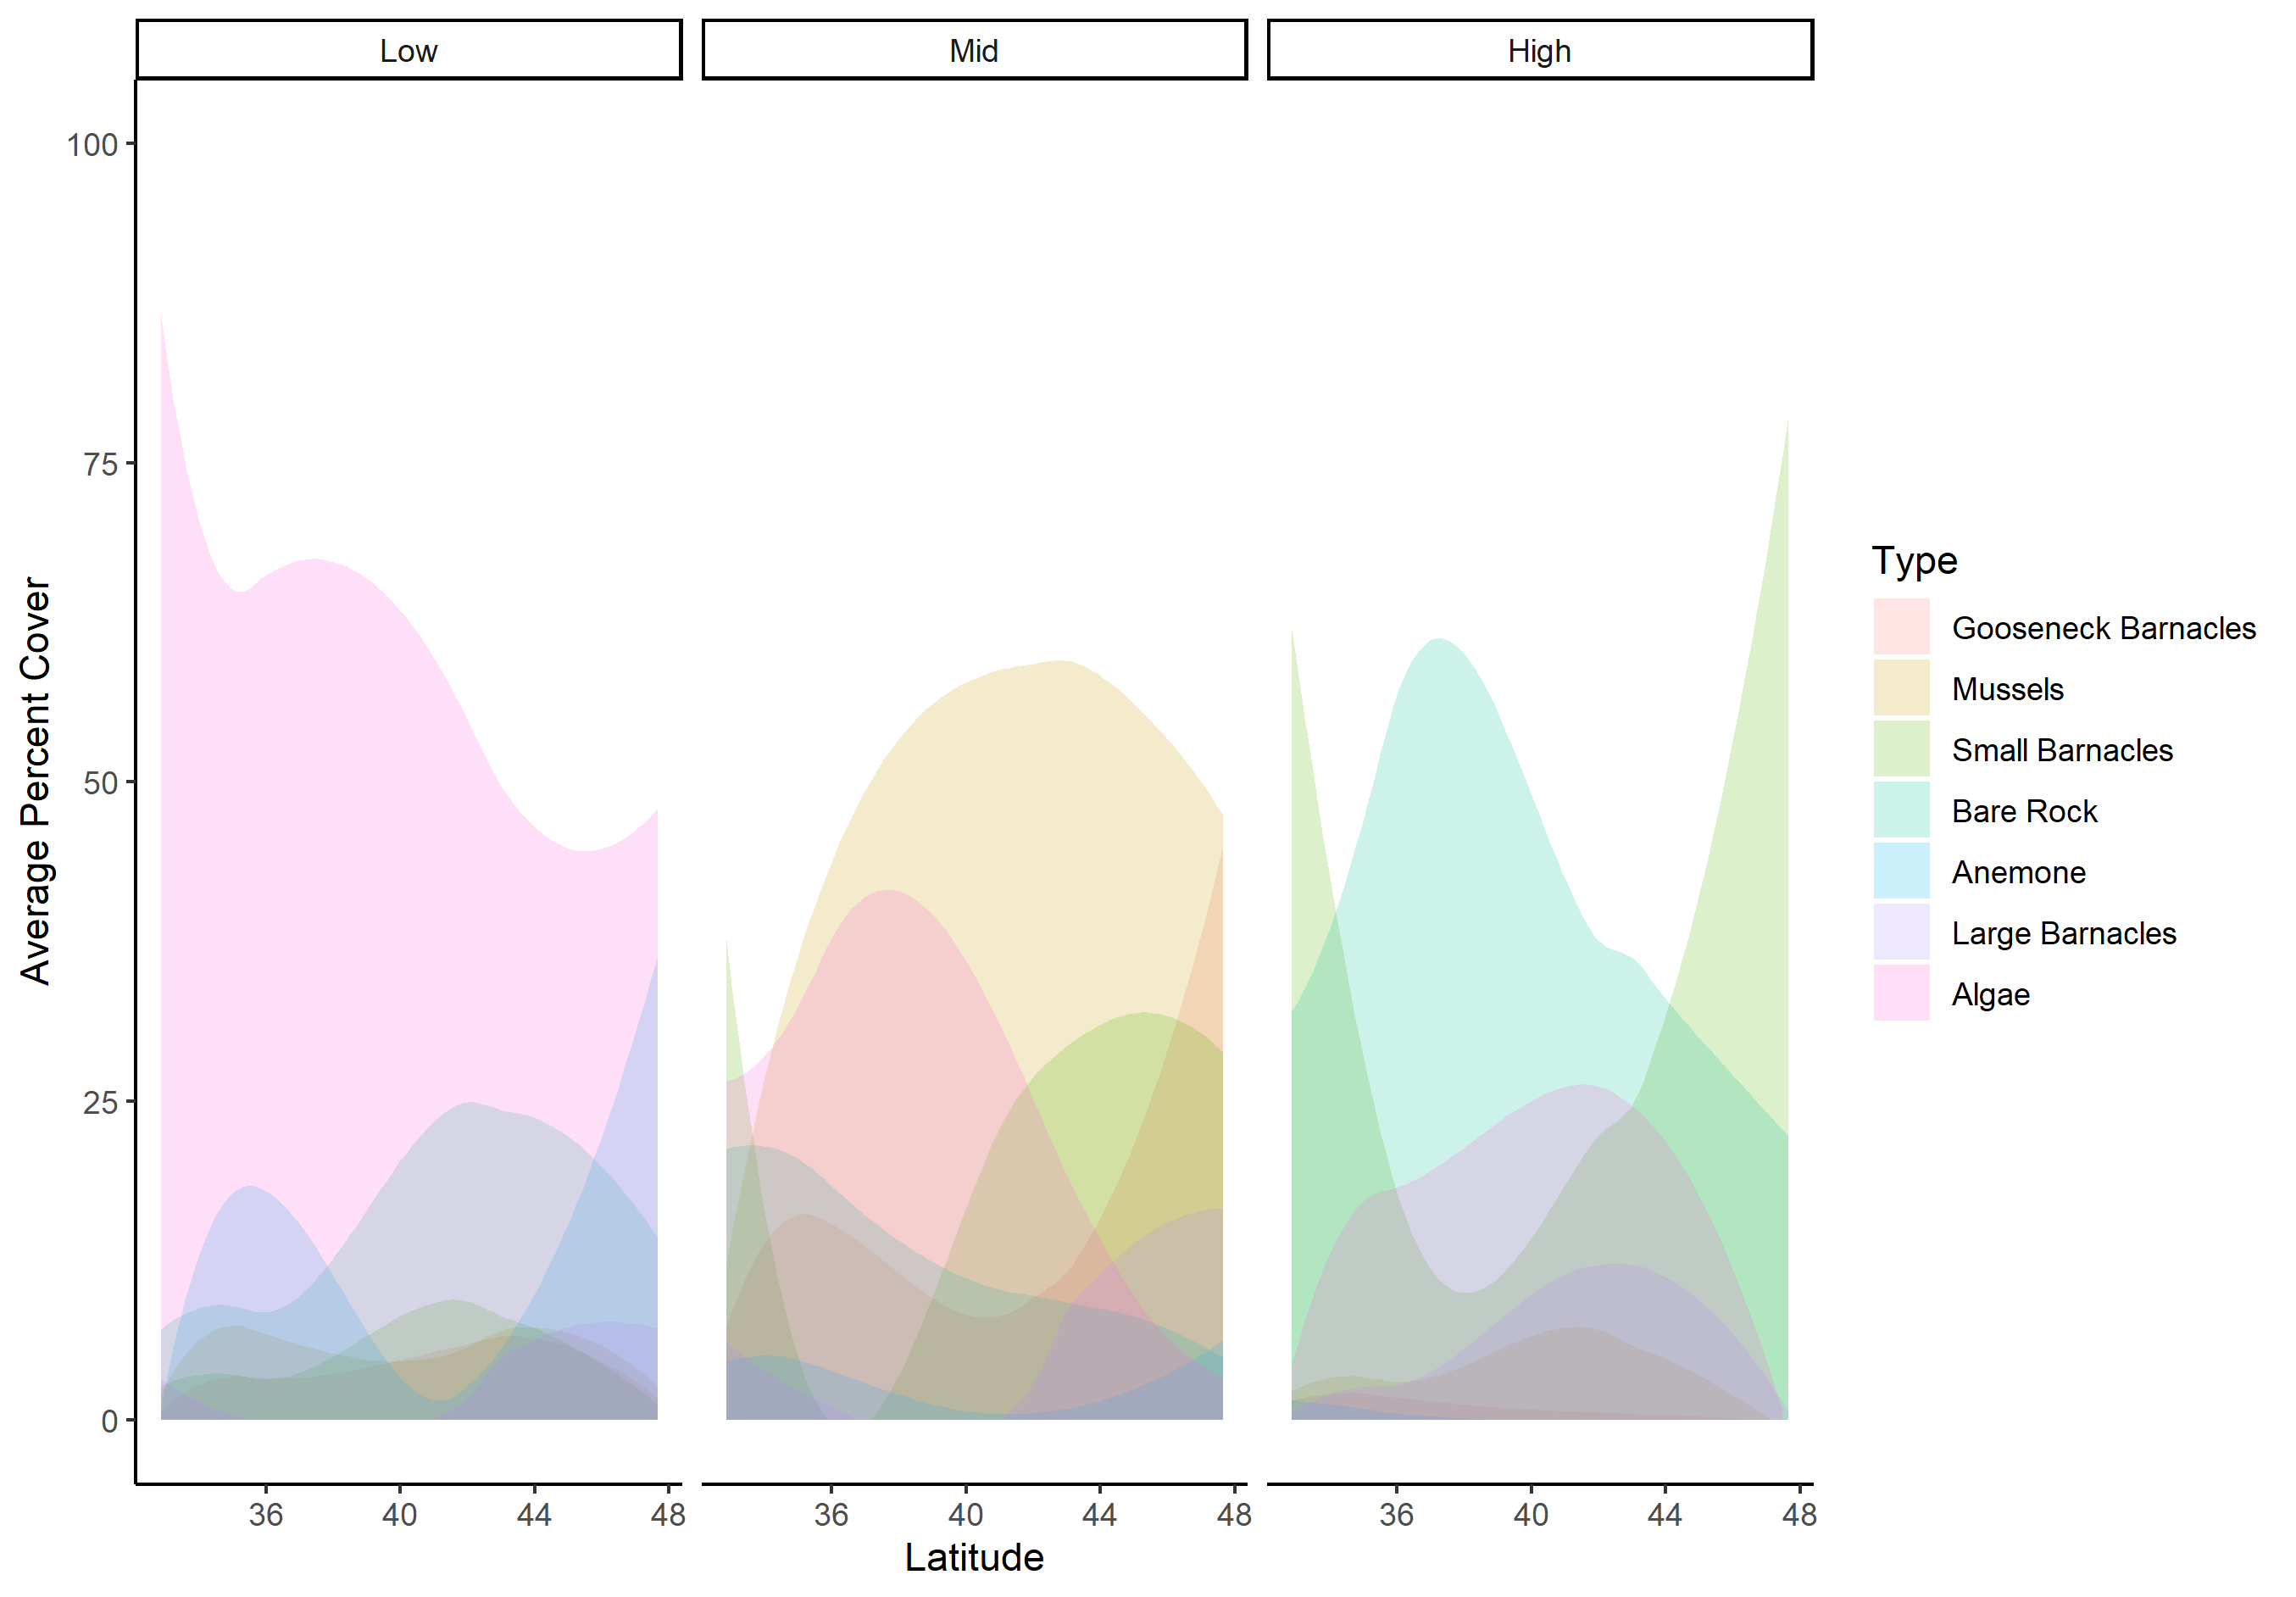 Low Mid High
100
75
50
25
0
Average Percent Cover
36 40 44 48 36 40 44 48 36 40 44 48
Latitude
Type
Gooseneck Barnacles
Mussels
Small Barnacles
Bare Rock
Anemone
Large Barnacles
Algae